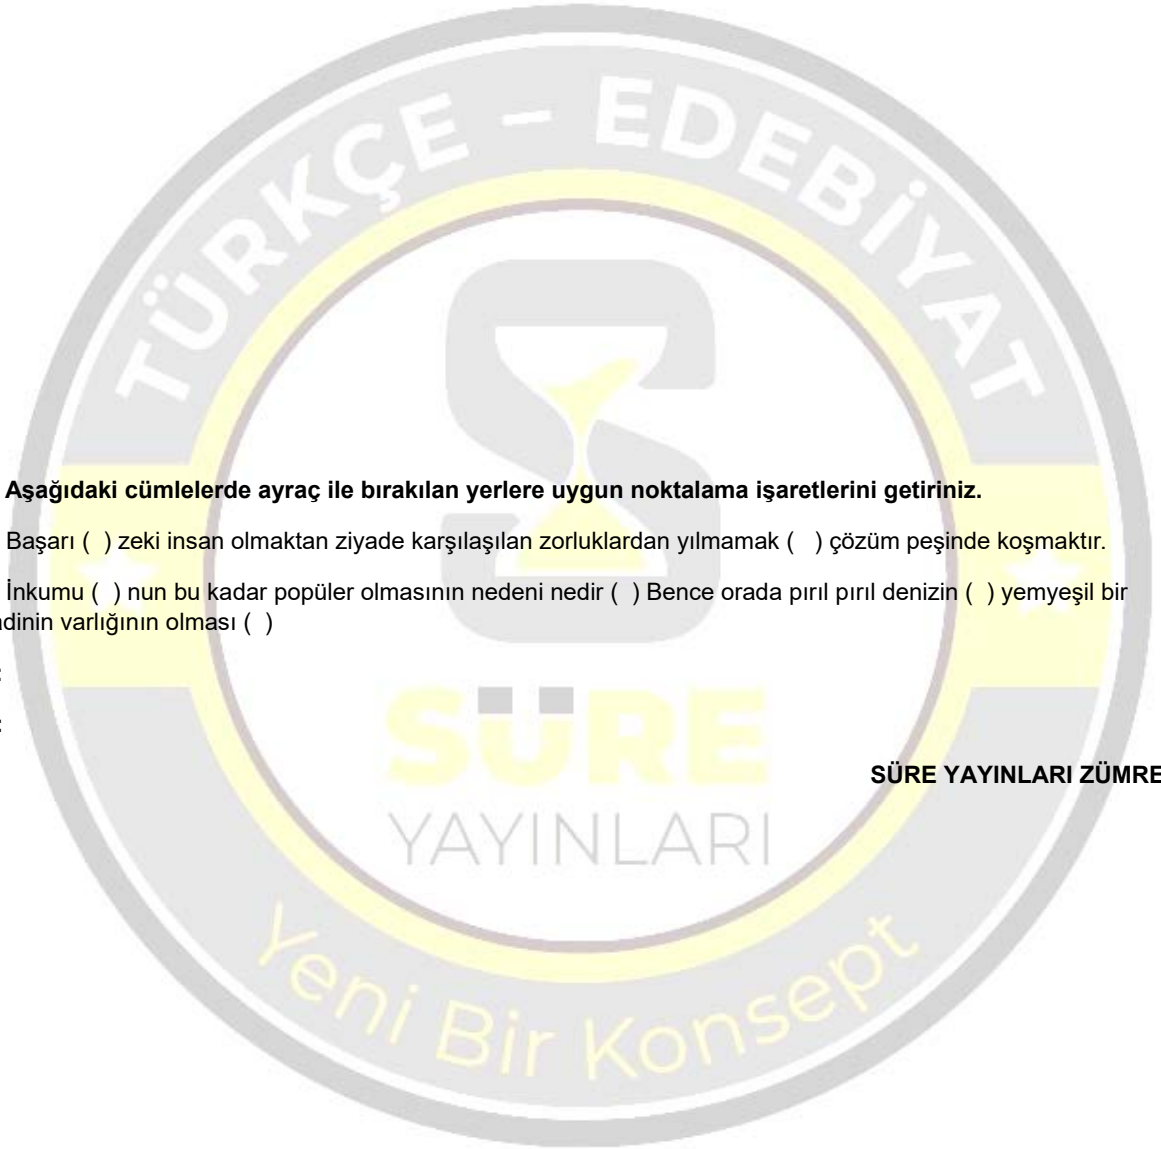 TÜRKÇE – EDEBİYAT
Aşağıdaki cümlelerde ayraç ile bırakılan yerlere uygun noktalama işaretlerini getiriniz.
Başarı ( ) zeki insan olmaktan ziyade karşılaşılan zorluklardan yılmamak ( ) çözüm peşinde koşmaktır.
İnkumu ( ) nun bu kadar popüler olmasının nedeni nedir ( ) Bence orada pırıl pırıl denizin ( ) yemyeşil bir
dinin varlığının olması ( )
:
:
SÜRE
SÜRE YAYINLARI ZÜMRE
YAYINLARI
Yeni Bir Konsept